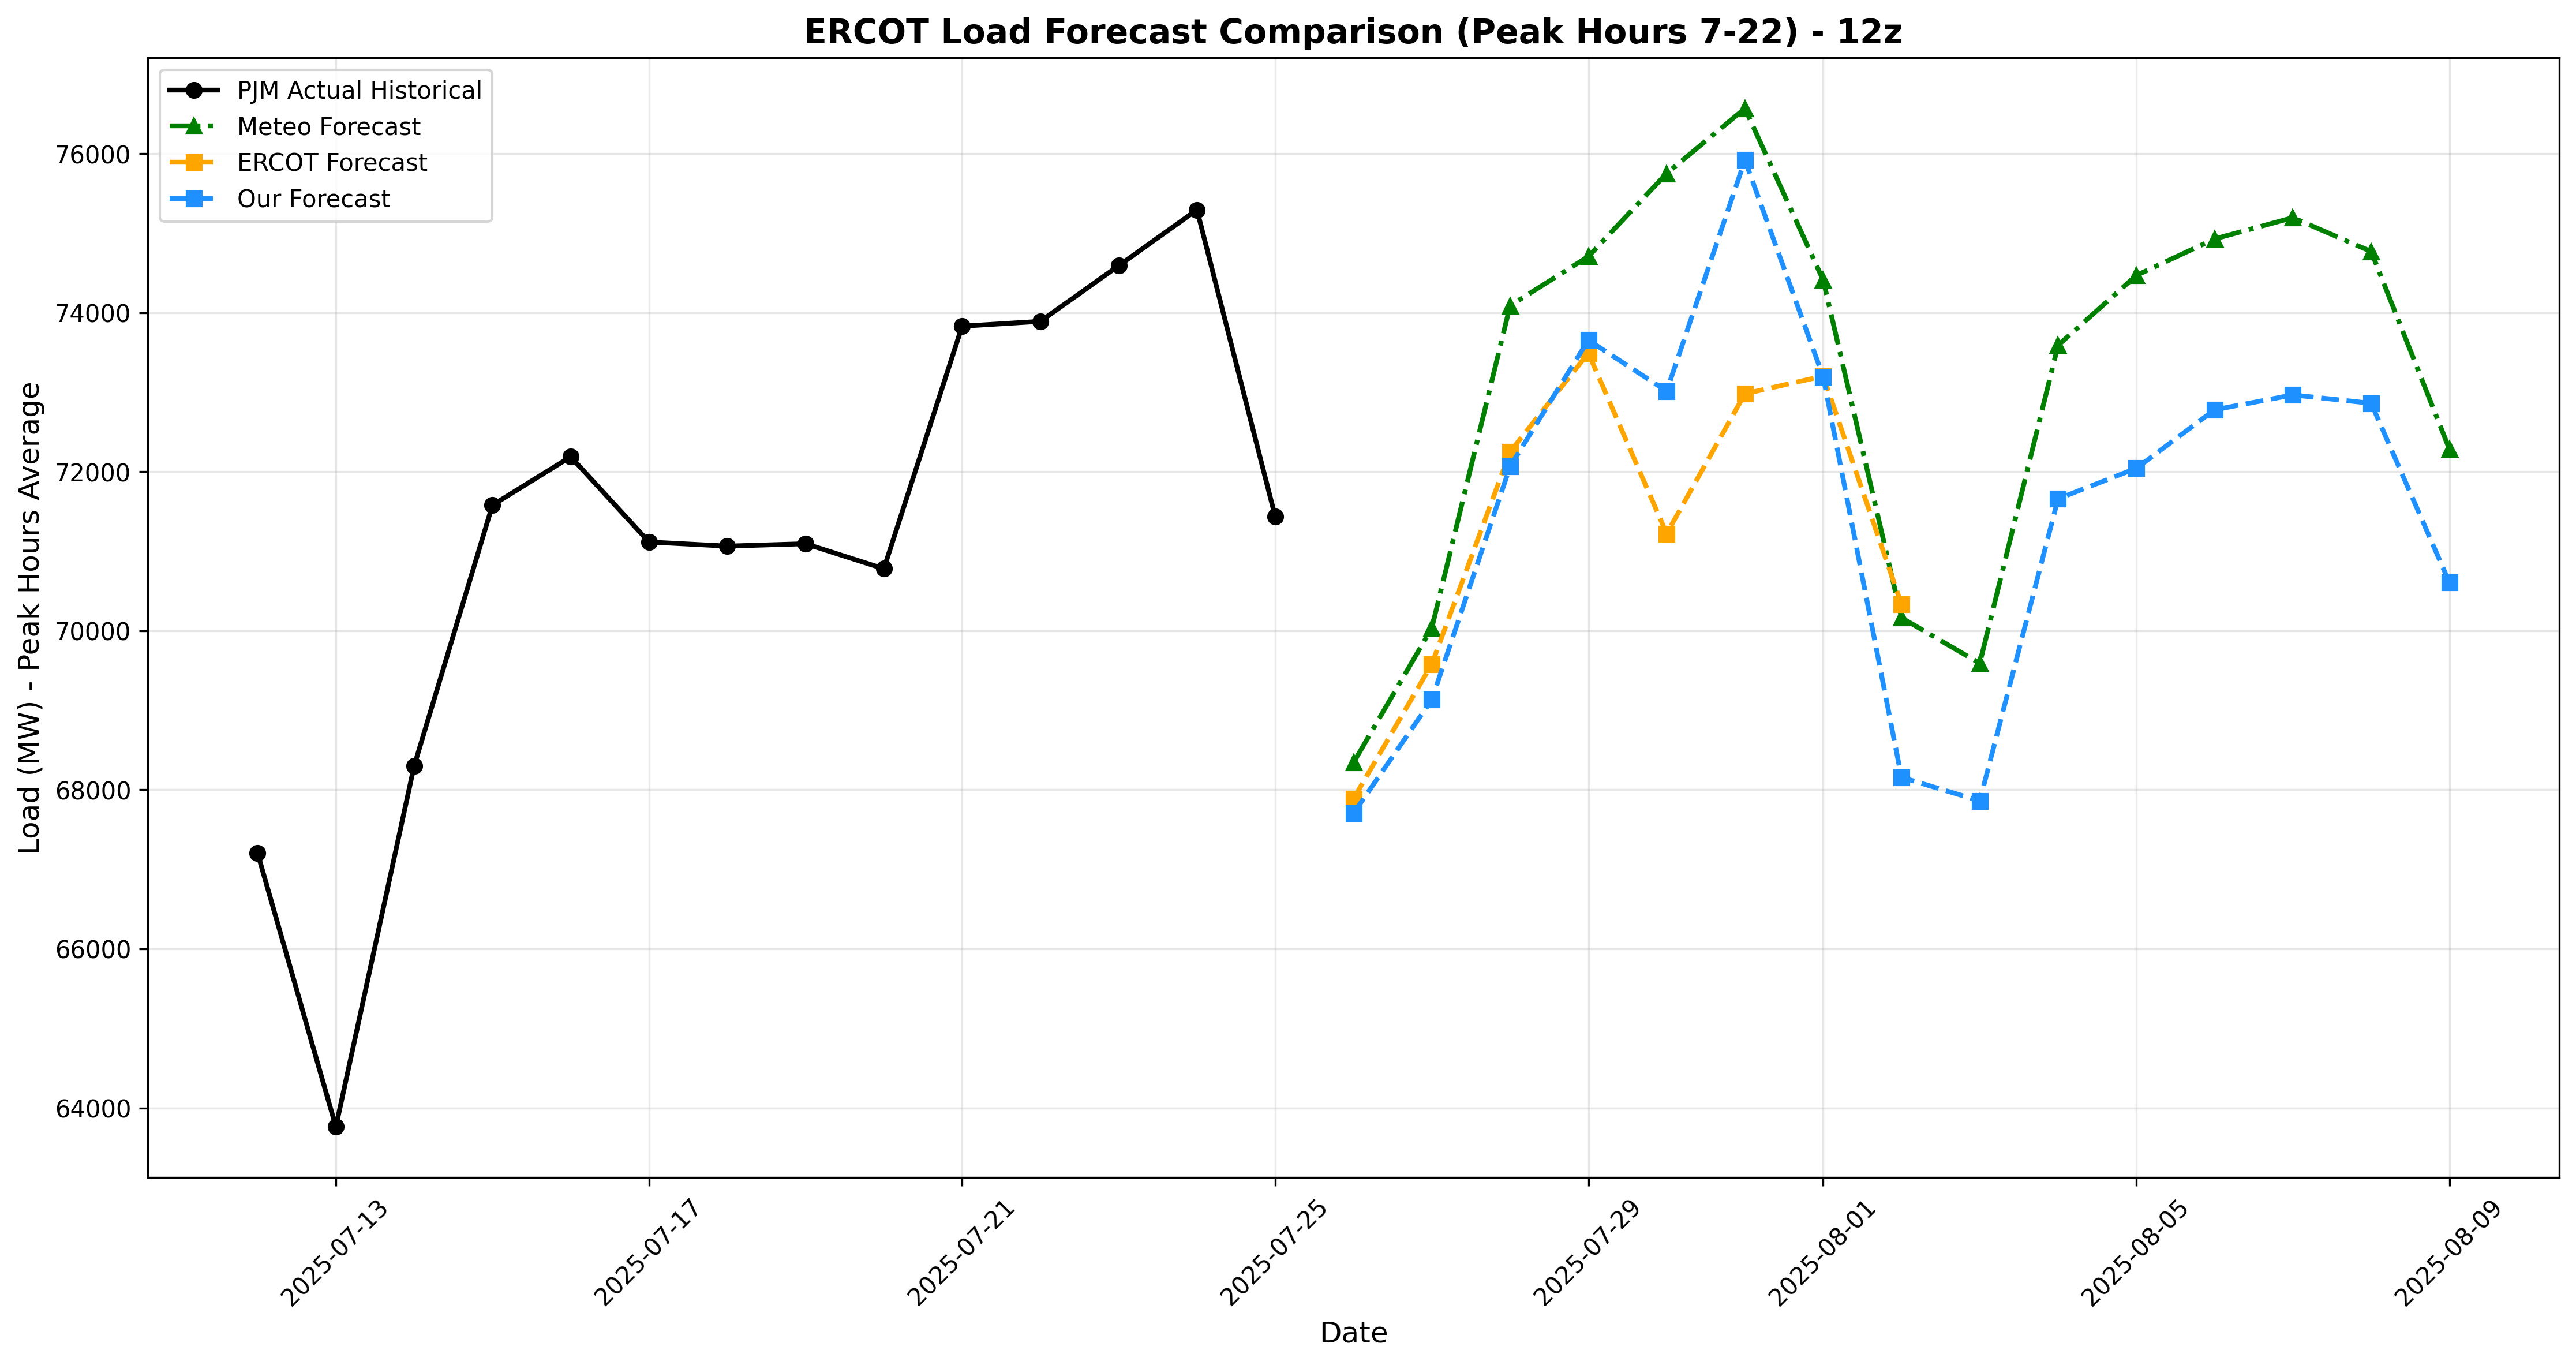 ERCOT Load Forecast Comparison (Peak Hours 7-22) - 12z
PJM Actual Historical
Meteo Forecast
ERCOT Forecast
Our Forecast
Load (MW) - Peak Hours Average
76000
74000
72000
70000
68000
66000
64000
2025-07-13
2025-07-17
2025-07-21
2025-07-25
2025-07-29
2025-08-01
2025-08-05
2025-08-09
Date